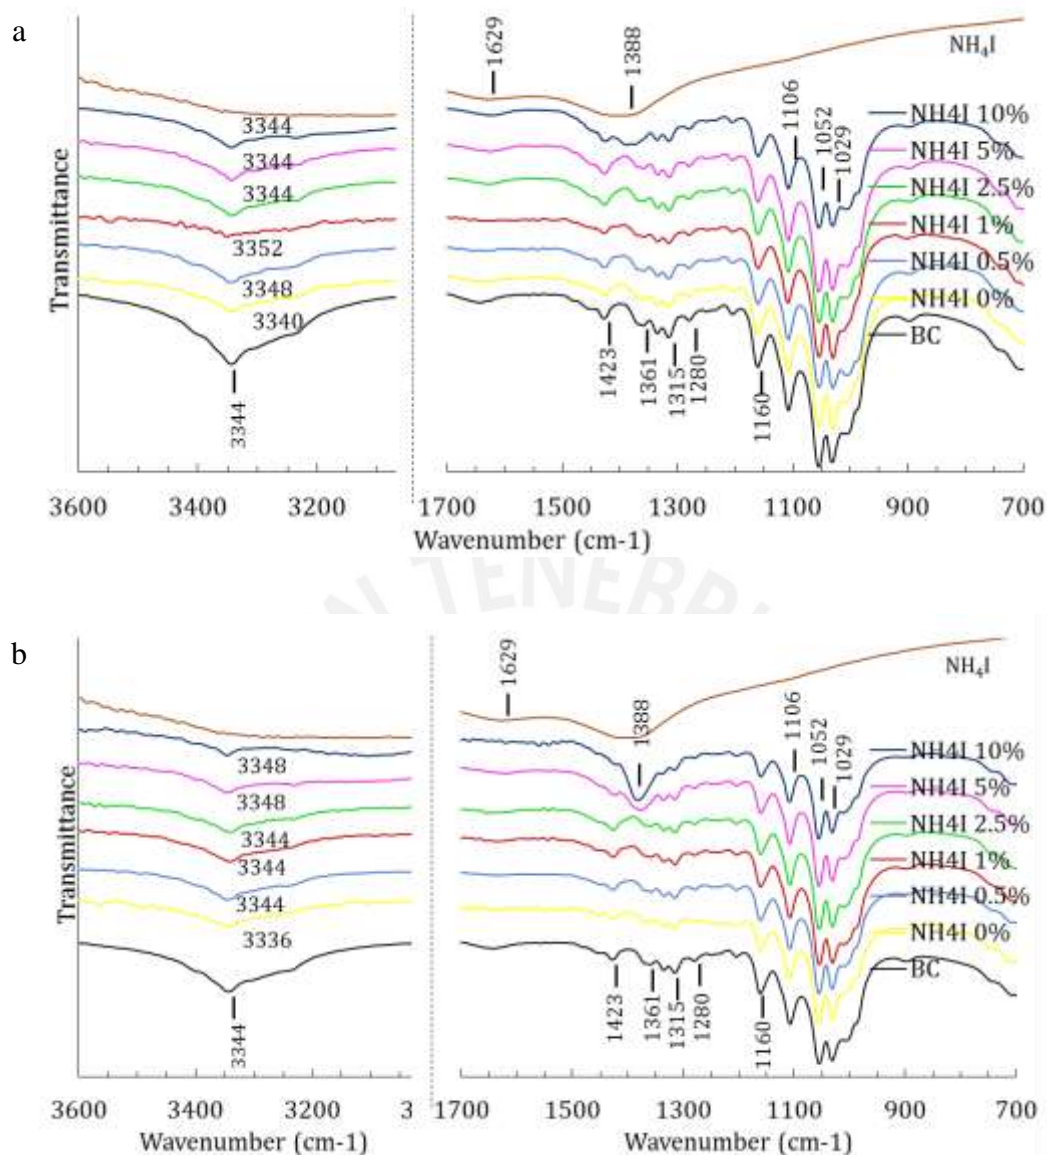 a
1629
1388
NH₄I
1106
1052
1029
3344
NH4I 10%
3344
NH4I 5%
3344
NH4I 2.5%
3352
NH4I 1%
3348
NH4I 0.5%
3340
NH4I 0%
BC
Transmittance
3344
1423
1361
1315
1280
1160
3600 3400 3200 1700 1500 1300 1100 900 700
Wavenumber (cm-1)
N TENEBR
b
1629
1388
NH₄I
1106
1052
1029
3348
NH4I 10%
3348
NH4I 5%
3344
NH4I 2.5%
3344
NH4I 1%
3344
NH4I 0.5%
3336
NH4I 0%
BC
Transmittance
3344
1423
1361
1315
1280
1160
3600 3400 3200 3 1700 1500 1300 1100 900 700
Wavenumber (cm-1) Wavenumber (cm-1)